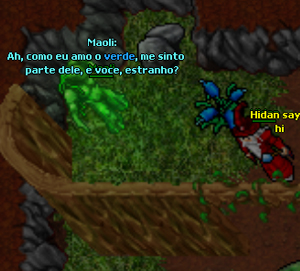 Maoli:
Ah, como eu amo o verde, me sinto
parte dele, e voce, estranho?
Hidan say
hi